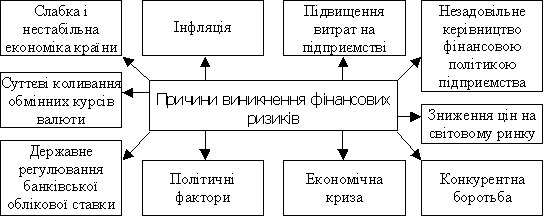 Слабка і
нестабільна
економіка країни
Інфляція
Підвищення
витрат на
підприємстві
Незадовільне
керівництво
фінансовою
політикою
підприємства
Суттєві коливання
обмінних курсів
валюти
Причини виникнення фінансових
ризиків
Зниження цін на
світовому ринку
Державне
регулювання
банківської
облікової ставки
Політичні
фактори
Економічна
криза
Конкурентна
боротьба